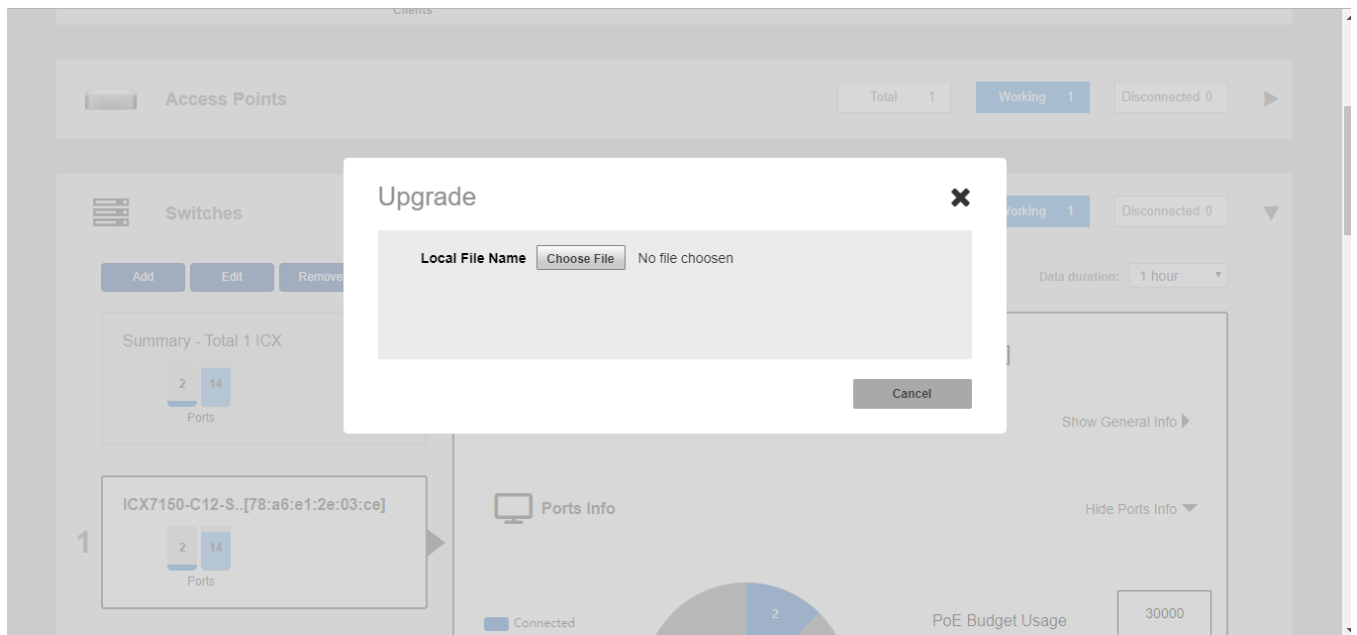 Clients
Access Points
Total 1
Working 1
Disconnected 0
Upgrade
Switches
Working 1
Disconnected 0
Local File Name Choose File No file choosen
Add
Edit
Remove
Data duration: 1 hour
Summary - Total 1 ICX
2 14
Ports
]
Cancel
Show General Info
ICX7150-C12-S..[78:a6:e1:2e:03:ce]
Ports Info
Hide Ports Info
1
2 14
Ports
Connected
2
PoE Budget Usage
30000